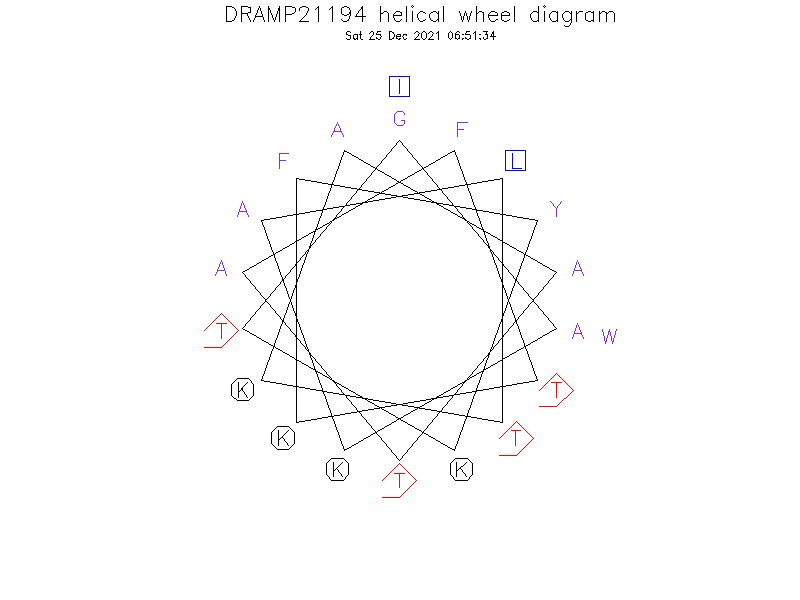 DRAMP21194 helical wheel diagram
Sat 25 Dec 2021 06:51:34
I
A G F
F L
A Y
A A
T A W
K T
K T
K T K